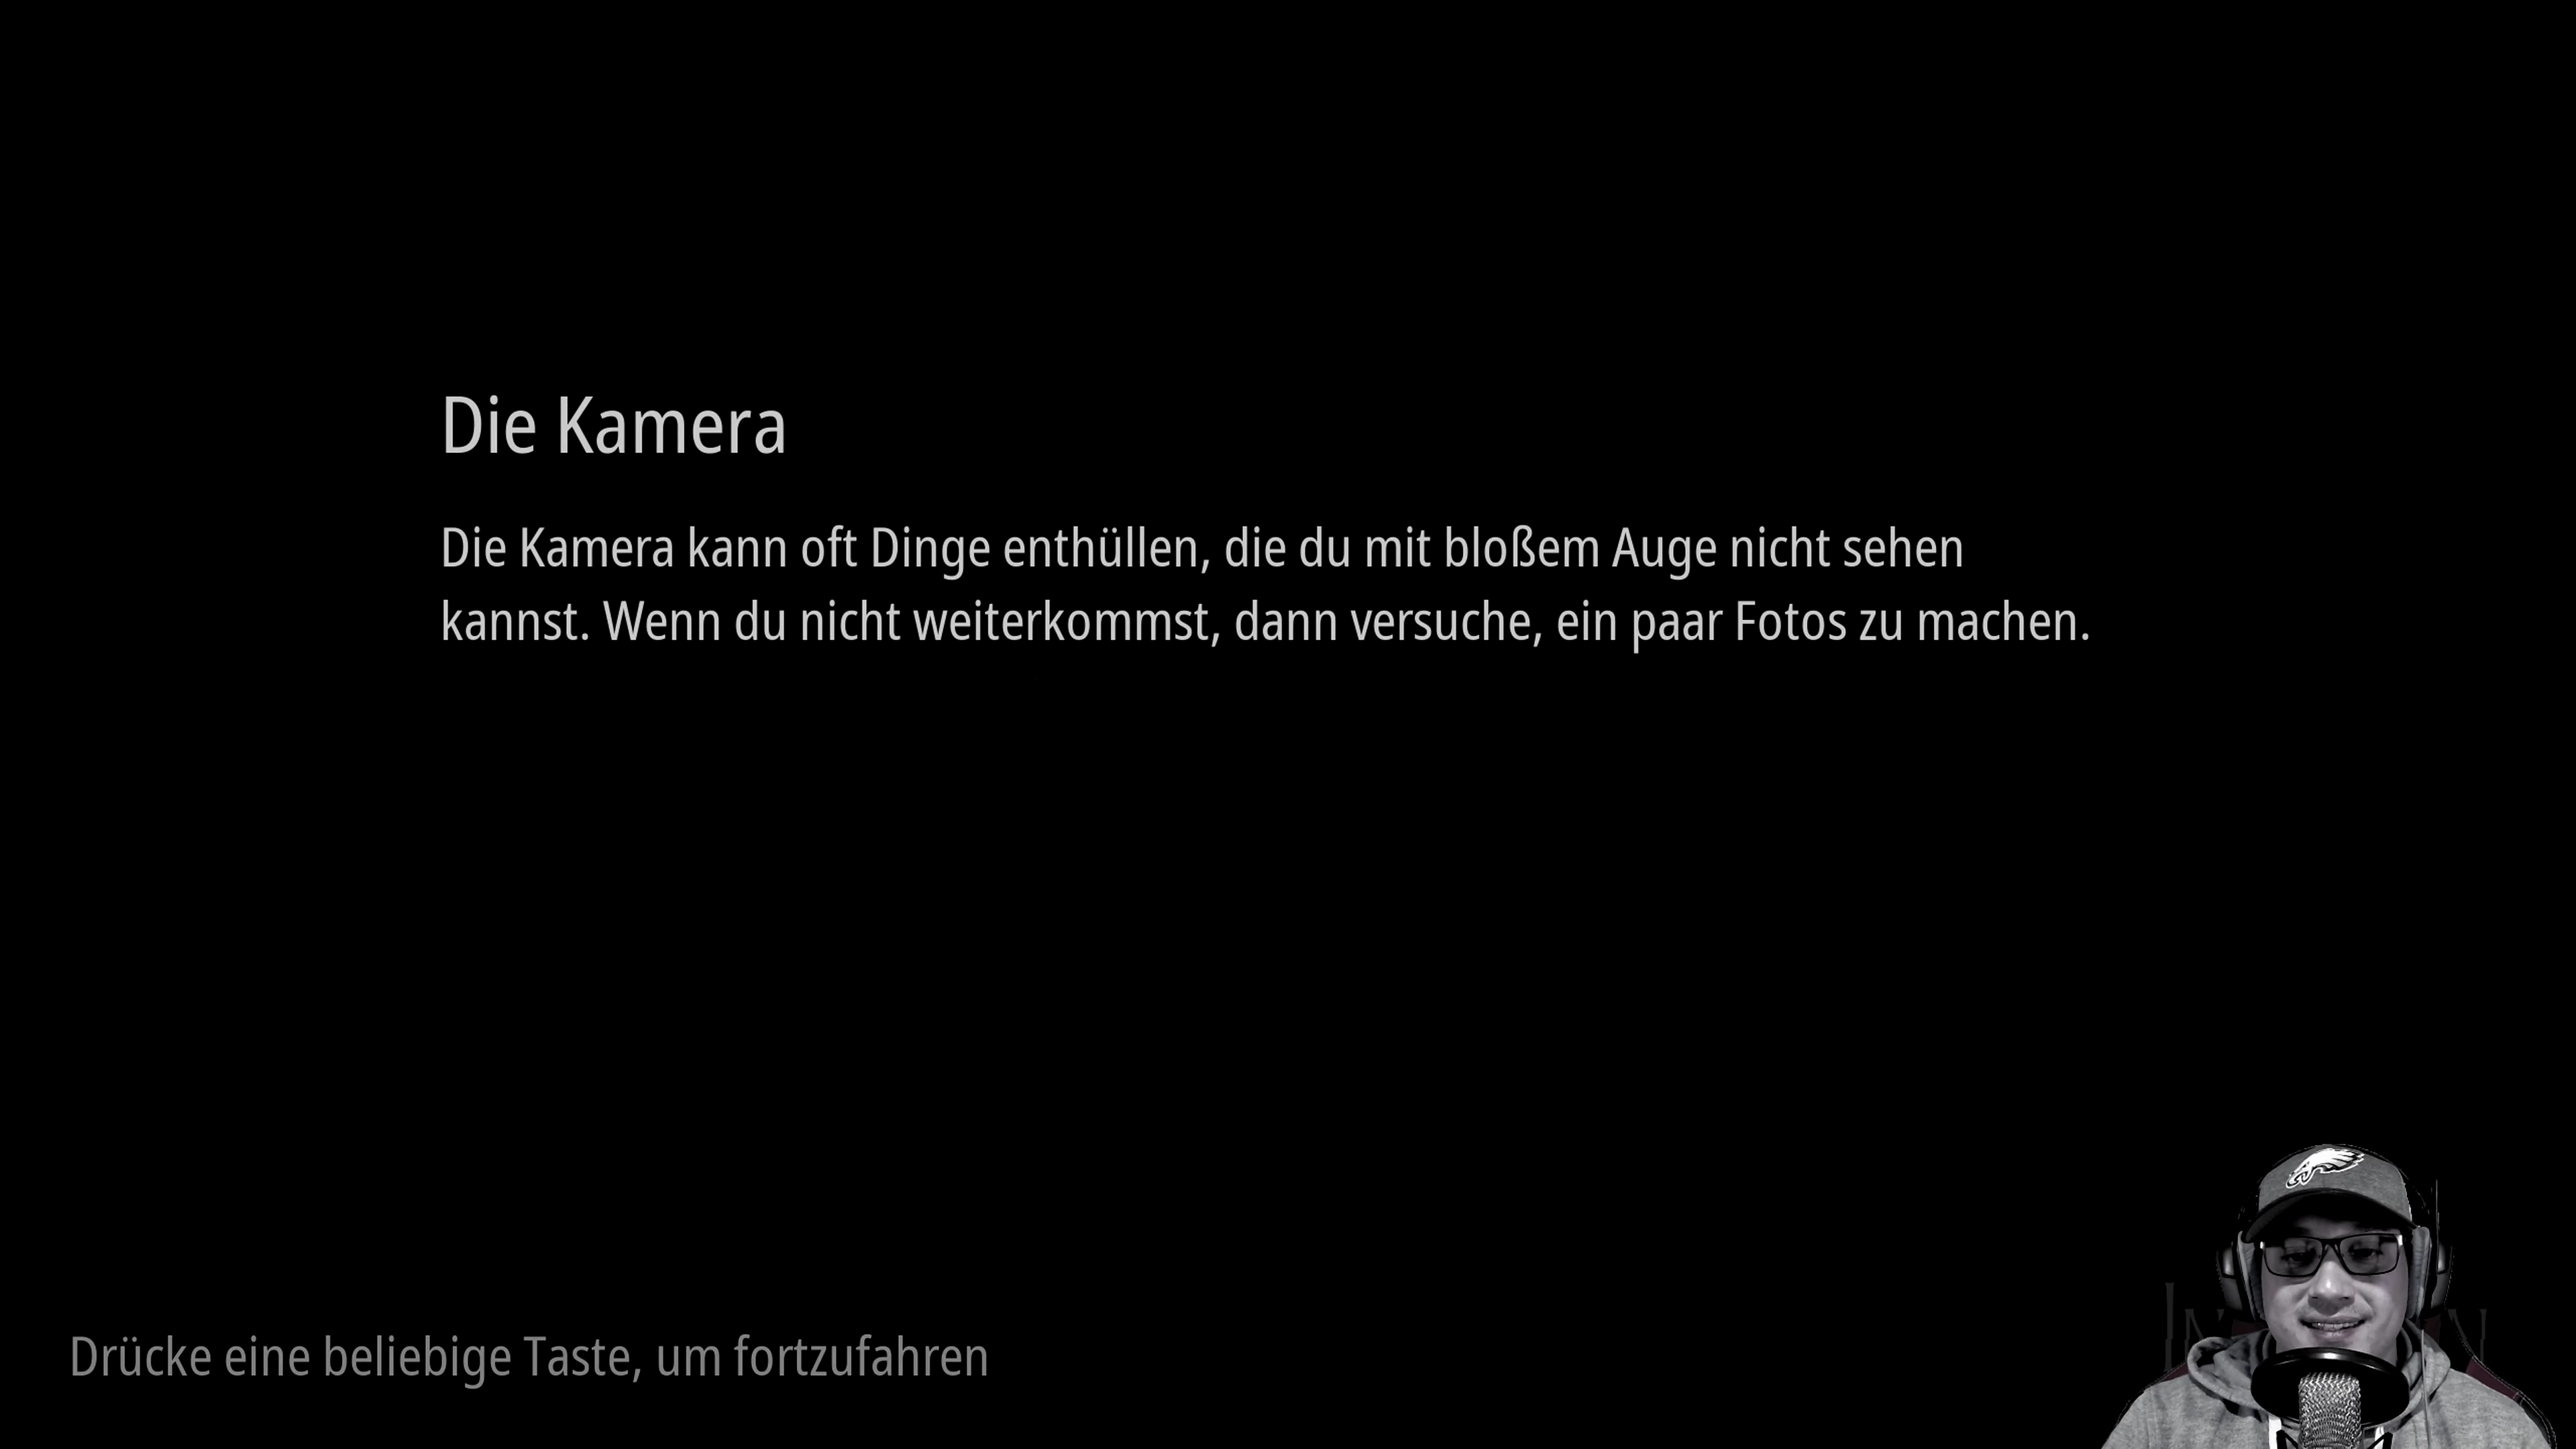 Die Kamera
Die Kamera kann oft Dinge enthüllen, die du mit bloßem Auge nicht sehen
kannst. Wenn du nicht weiterkommst, dann versuche, ein paar Fotos zu machen.
Drücke eine beliebige Taste, um fortzufahren